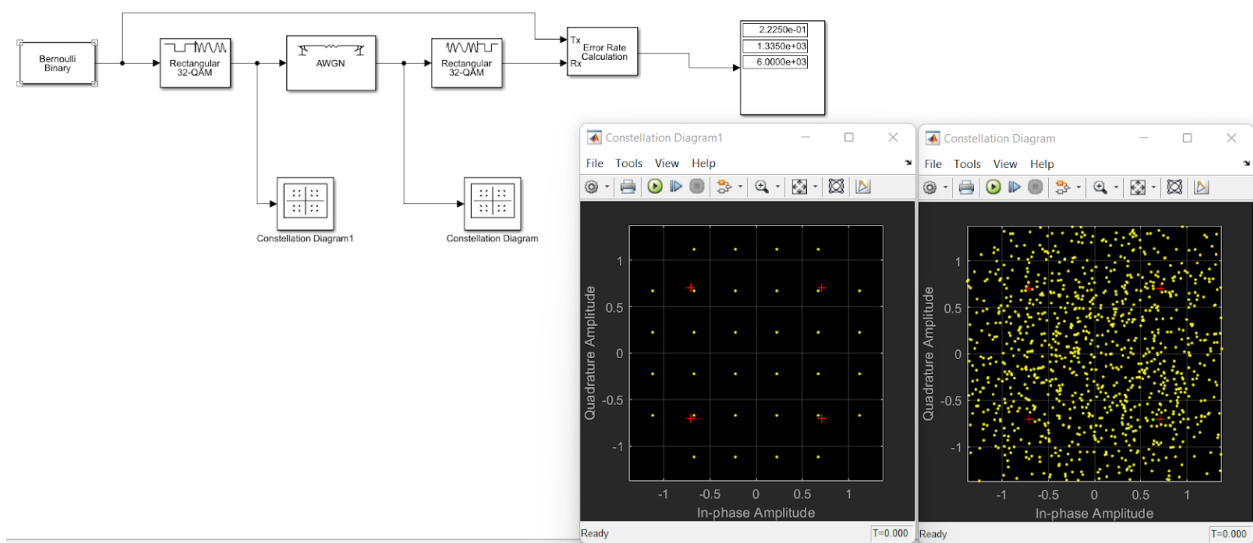 Bernoulli
Binary
Rectangular
32-QAM
AWGN
Rectangular
32-QAM
Tx
Rx
Error Rate
Calculation
2.2250e-01
1.3350e+03
6.0000e+03
Constellation Diagram1
Constellation Diagram
Constellation Diagram1
File Tools View Help
1
0.5
0
-0.5
-1
Quadrature Amplitude
-1 -0.5 0 0.5 1
In-phase Amplitude
Ready T=0.000
Constellation Diagram
File Tools View Help
1
0.5
0
-0.5
-1
Quadrature Amplitude
-1 -0.5 0 0.5 1
In-phase Amplitude
Ready T=0.000